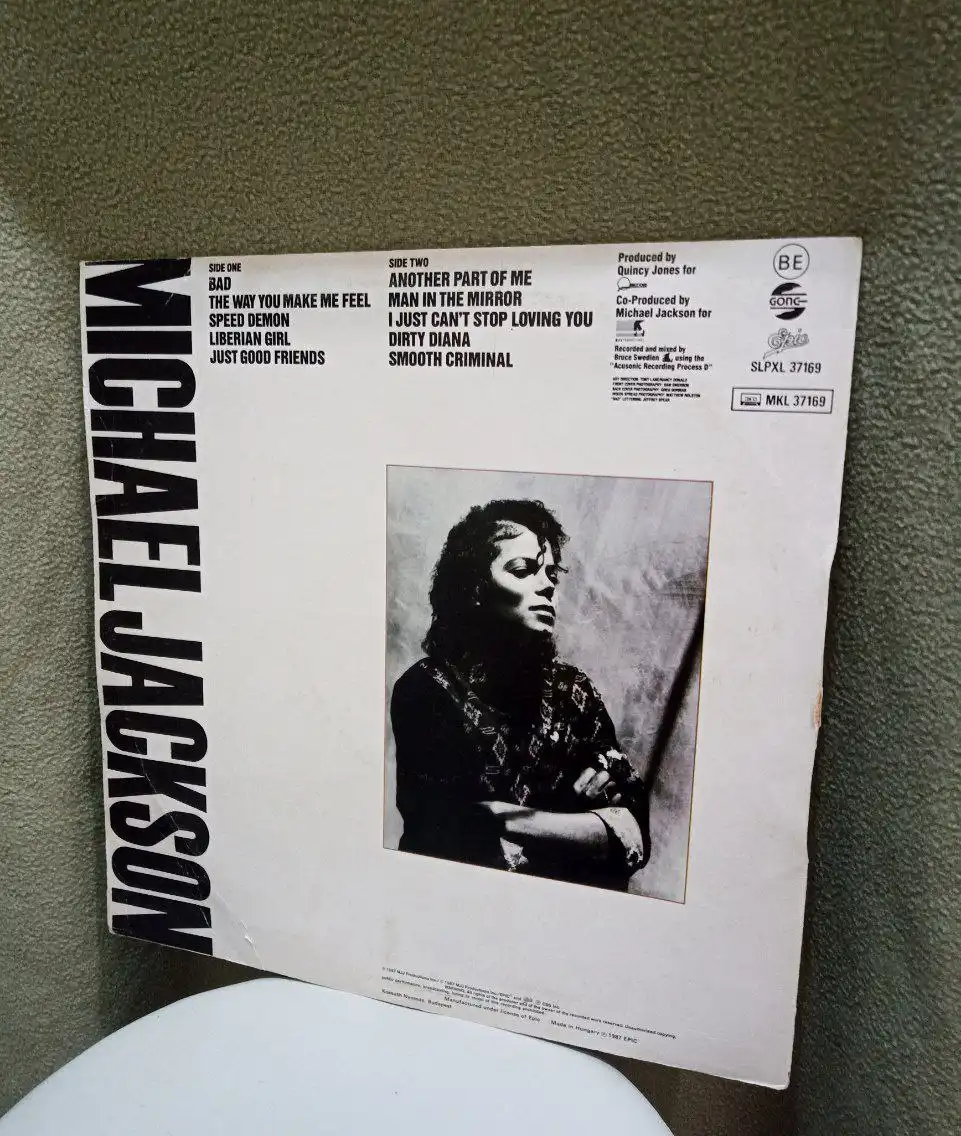 MICHAEL JACKSON
SIDE ONE
BAD
THE WAY YOU MAKE ME FEEL
SPEED DEMON
LIBERIAN GIRL
JUST GOOD FRIENDS
SIDE TWO
ANOTHER PART OF ME
MAN IN THE MIRROR
I JUST CAN'T STOP LOVING YOU
DIRTY DIANA
SMOOTH CRIMINAL
Produced by
Quincy Jones for
Co-Produced by
Michael Jackson for
Recorded and mixed by
Bruce Swedien using the
"Acusonic Recording Process D"
BE
GONG
Epic
SLPXL 37169
MKL 37169
Manufactured under licence of Epic Made in Hungary ℗ 1987 EPIC